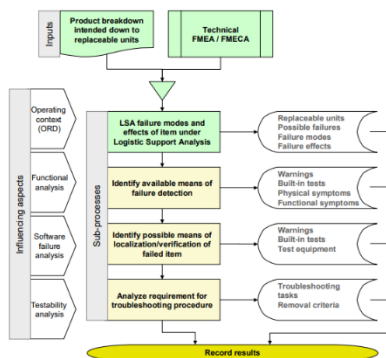 Inputs
Product breakdown
intended down to
replaceable units
Technical
FMEA / FMECA
Influencing aspects
Operating
context
(ORD)
Functional
analysis
Software
failure analysis
Testability
analysis
Sub-processes
LSA failure modes and
effects of item under
Logistic Support Analysis
Replaceable units
Possible failures
Failure modes
Failure effects
Identify available means of
failure detection
Warnings
Built-in tests
Physical symptoms
Functional symptoms
Identify possible means of
localization/verification of
failed item
Warnings
Built-in tests
Test equipment
Analyze requirement for
troubleshooting procedure
Troubleshooting
tasks
Removal criteria
Record results